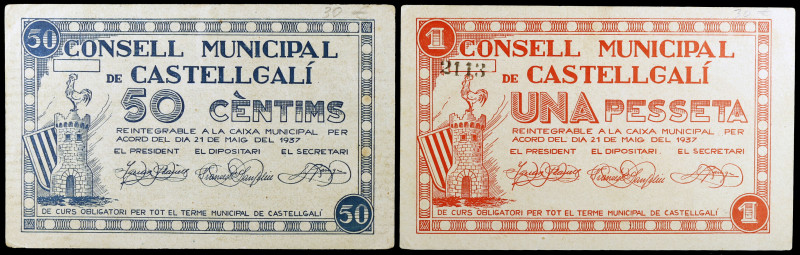 50
CONSELL MUNICIPAL
DE CASTELLGALÍ
50 CÈNTIMS
REINTEGRABLE A LA CAIXA MUNICIPAL PER
ACORD DEL DIA 21 DE MAIG DEL 1937
EL PRESIDENT EL DIPOSITARI EL SECRETARI
DE CURS OBLIGATORI PER TOT EL TERME MUNICIPAL DE CASTELLGALÍ
50
1
CONSELL MUNICIPAL
2113
DE CASTELLGALÍ
UNA PESSETA
REINTEGRABLE A LA CAIXA MUNICIPAL PER
ACORD DEL DIA 21 DE MAIG DEL 1937
EL PRESIDENT EL DIPOSITARI EL SECRETARI
DE CURS OBLIGATORI PER TOT EL TERME MUNICIPAL DE CASTELLGALÍ
1